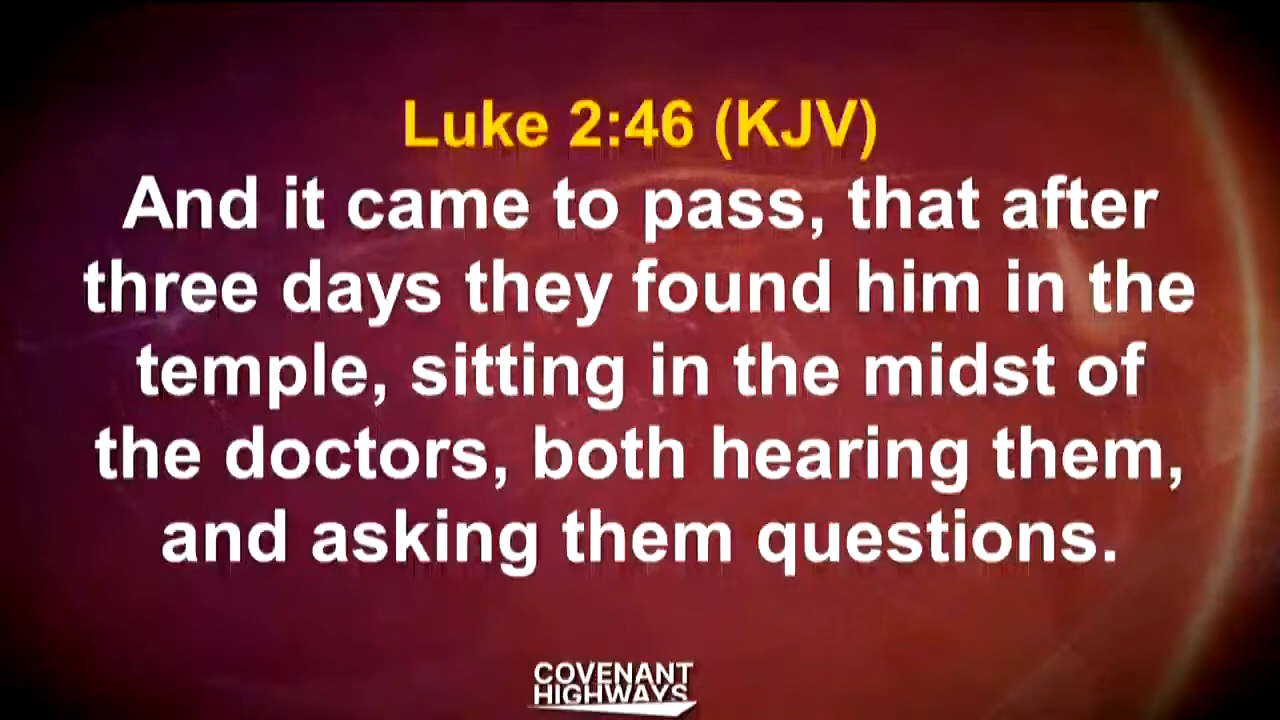 Luke 2:46 (KJV)
And it came to pass, that after
three days they found him in the
temple, sitting in the midst of
the doctors, both hearing them,
and asking them questions.
COVENANT
HIGHWAYS